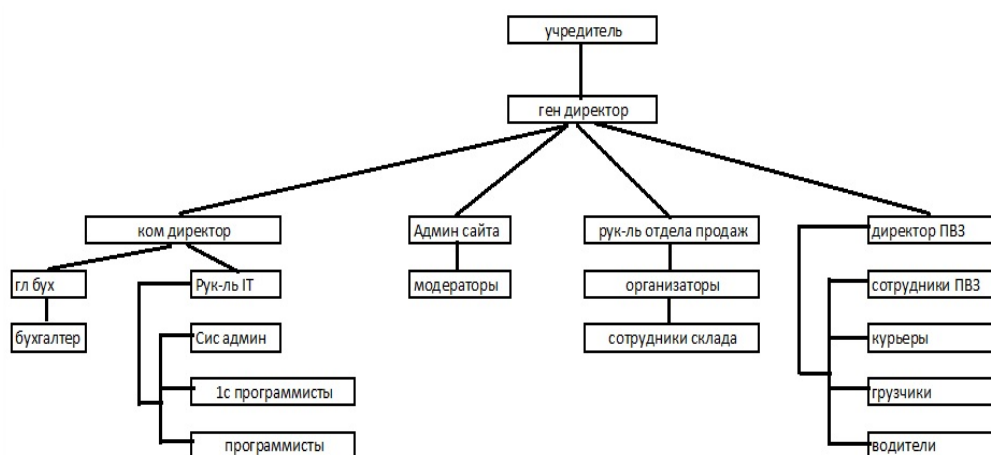 учредитель
ген директор
ком директор
Админ сайта
рук-ль отдела продаж
директор ПВЗ
гл бух
Рук-ль IT
модераторы
организаторы
сотрудники ПВЗ
бухгалтер
Сис админ
сотрудники склада
курьеры
1с программисты
грузчики
программисты
водители